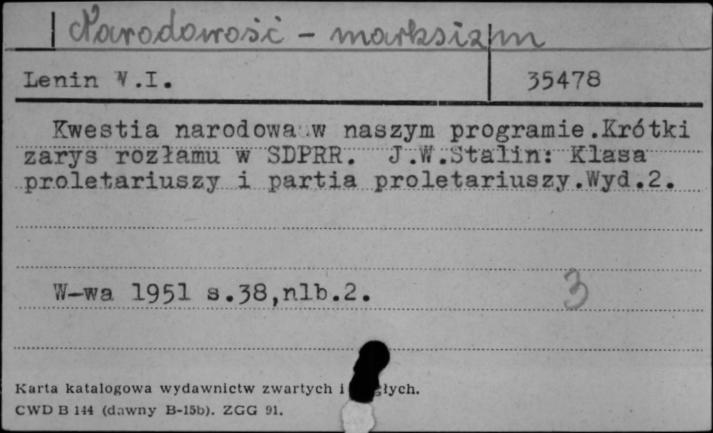 Narodowość - marksizm
Lenin W.I. 35478
Kwestia narodowa w naszym programie.Krótki
zarys rozłamu w SDPRR. J.W.Stalin: Klasa
proletariuszy i partia proletariuszy.Wyd.2.
W-wa 1951 s.38,nlb.2. 3
Karta katalogowa wydawnictw zwartych i
CWD B 144 (dawny B-15b). ZGG 91.